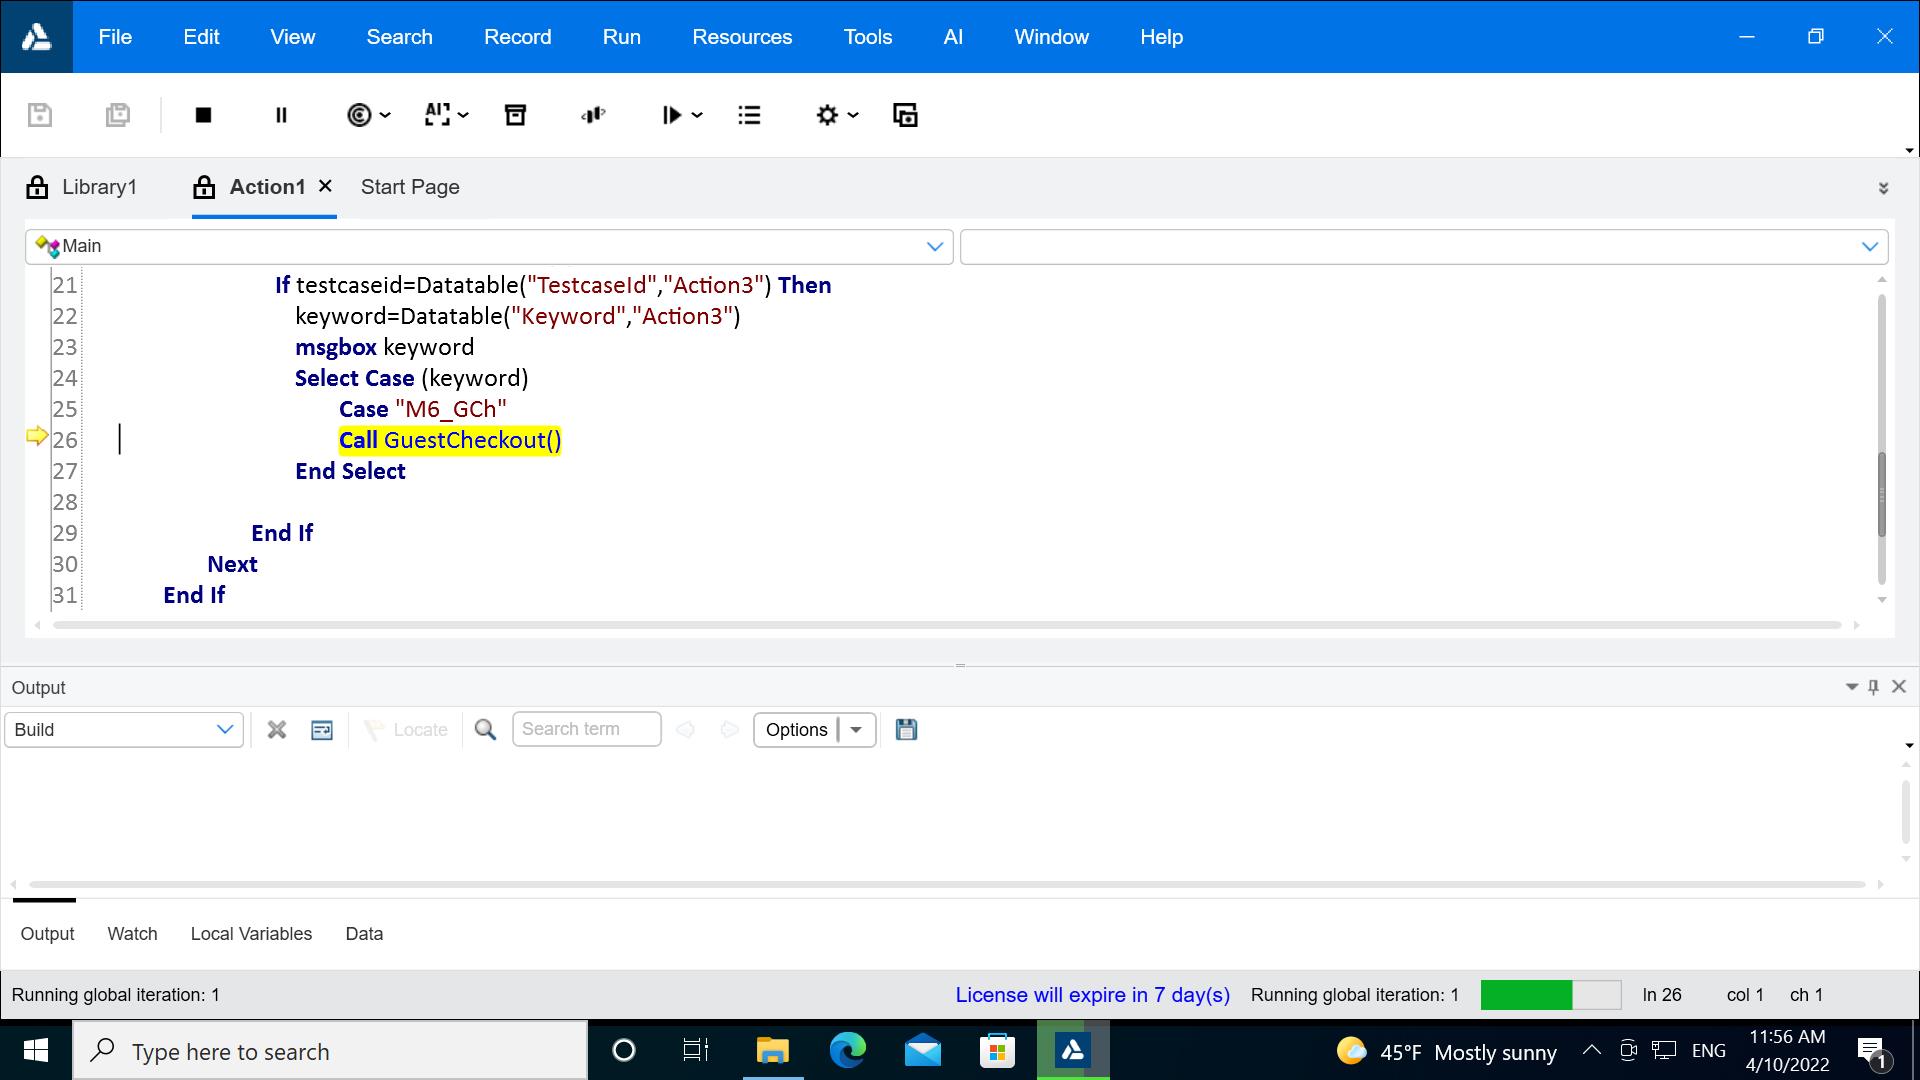 File Edit View Search Record Run Resources Tools AI Window Help
AI
Library1 Action1 Start Page
Main
21 If testcaseid=Datatable("TestcaseId","Action3") Then
22 keyword=Datatable("Keyword","Action3")
23 msgbox keyword
24 Select Case (keyword)
25 Case "M6_GCh"
26 Call GuestCheckout()
27 End Select
28
29 End If
30 Next
31 End If
Output
Build Locate Search term Options
Output Watch Local Variables Data
Running global iteration: 1 License will expire in 7 day(s) Running global iteration: 1 ln 26 col 1 ch 1
Type here to search 45°F Mostly sunny ENG 11:56 AM
4/10/2022 1